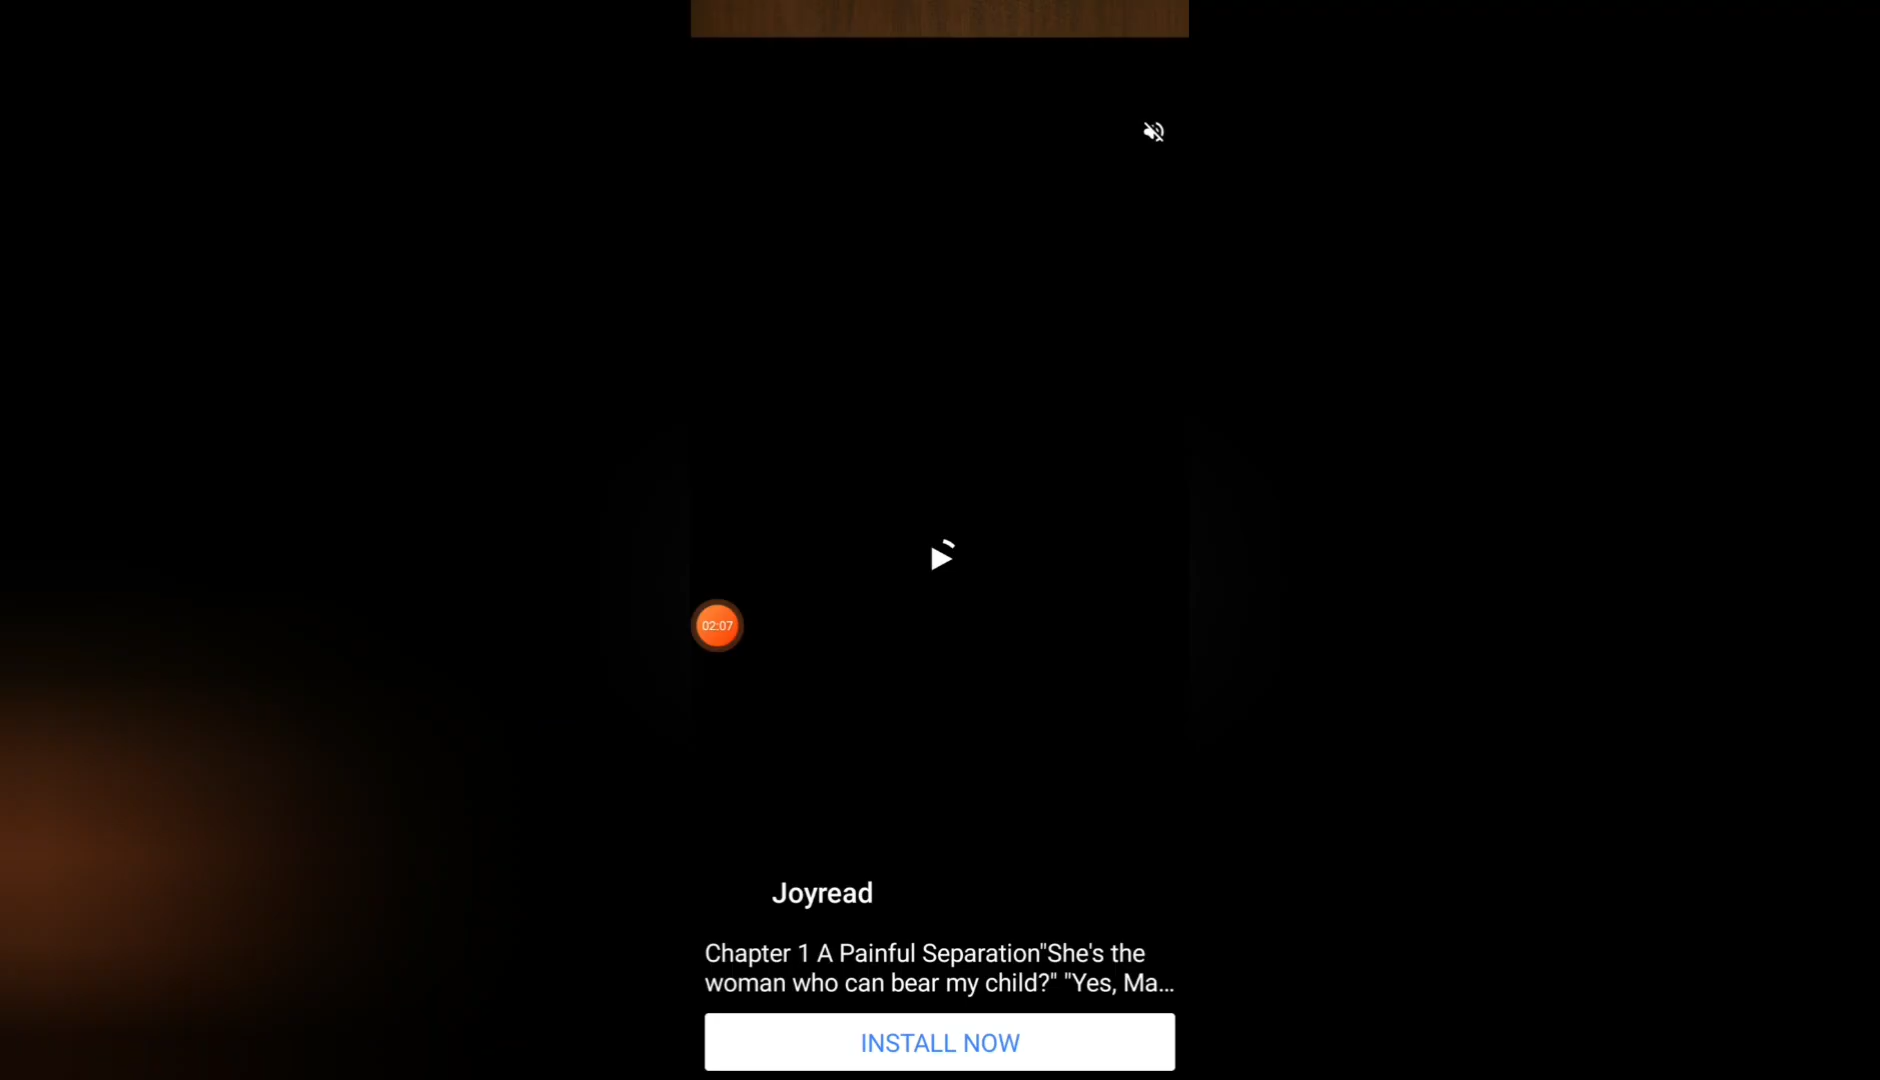 02:07
Joyread
Chapter 1 A Painful Separation"She's the
woman who can bear my child?" "Yes, Ma...
INSTALL NOW